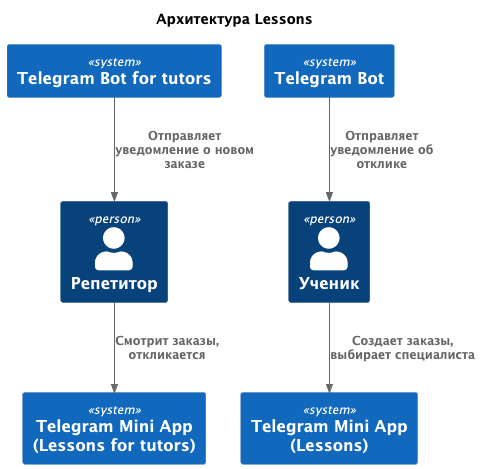 Архитектура Lessons
«system»
Telegram Bot for tutors
«system»
Telegram Bot
Отправляет
уведомление о новом
заказе
Отправляет
уведомление об
отклике
«person»
Репетитор
«person»
Ученик
Смотрит заказы,
откликается
Создает заказы,
выбирает специалиста
«system»
Telegram Mini App
(Lessons for tutors)
«system»
Telegram Mini App
(Lessons)